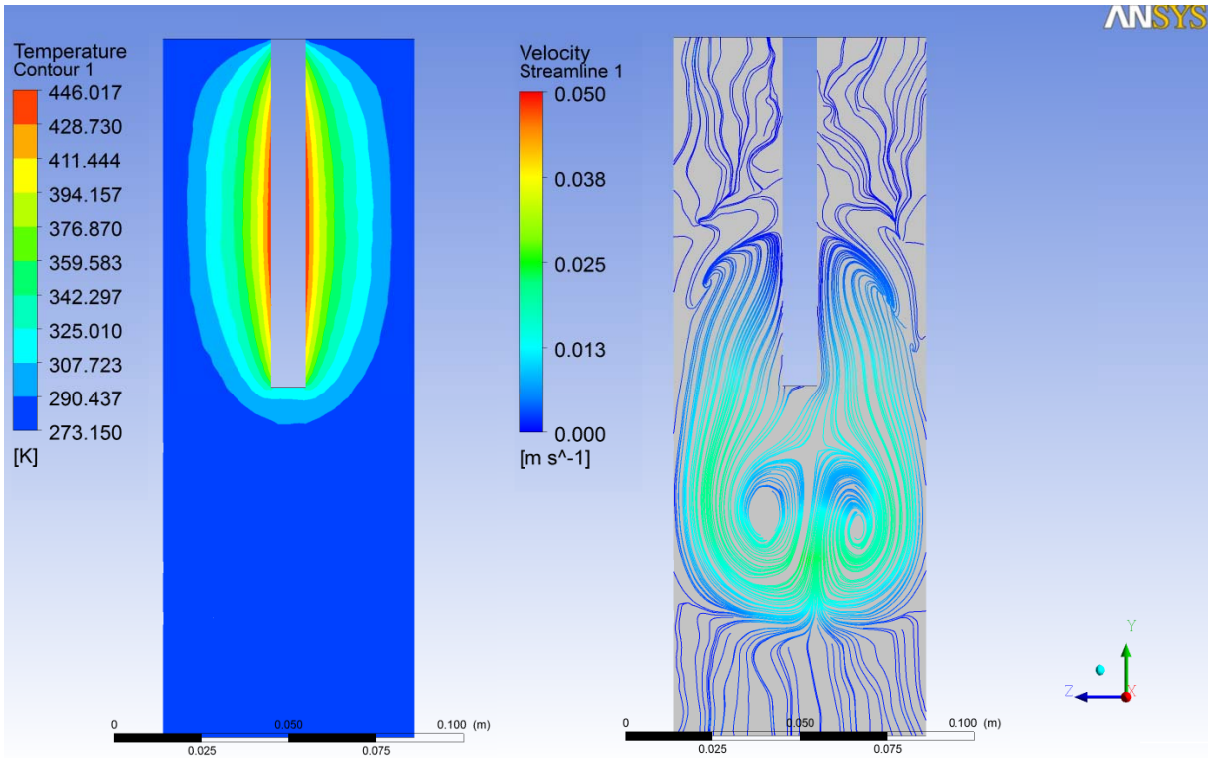 ANSYS
Temperature
Contour 1
446.017
428.730
411.444
394.157
376.870
359.583
342.297
325.010
307.723
290.437
273.150
[K]
0
0.050
0.100 (m)
0.025
0.075
Velocity
Streamline 1
0.050
0.038
0.025
0.013
0.000
[m s^-1]
0
0.050
0.100 (m)
0.025
0.075
Y
Z
X